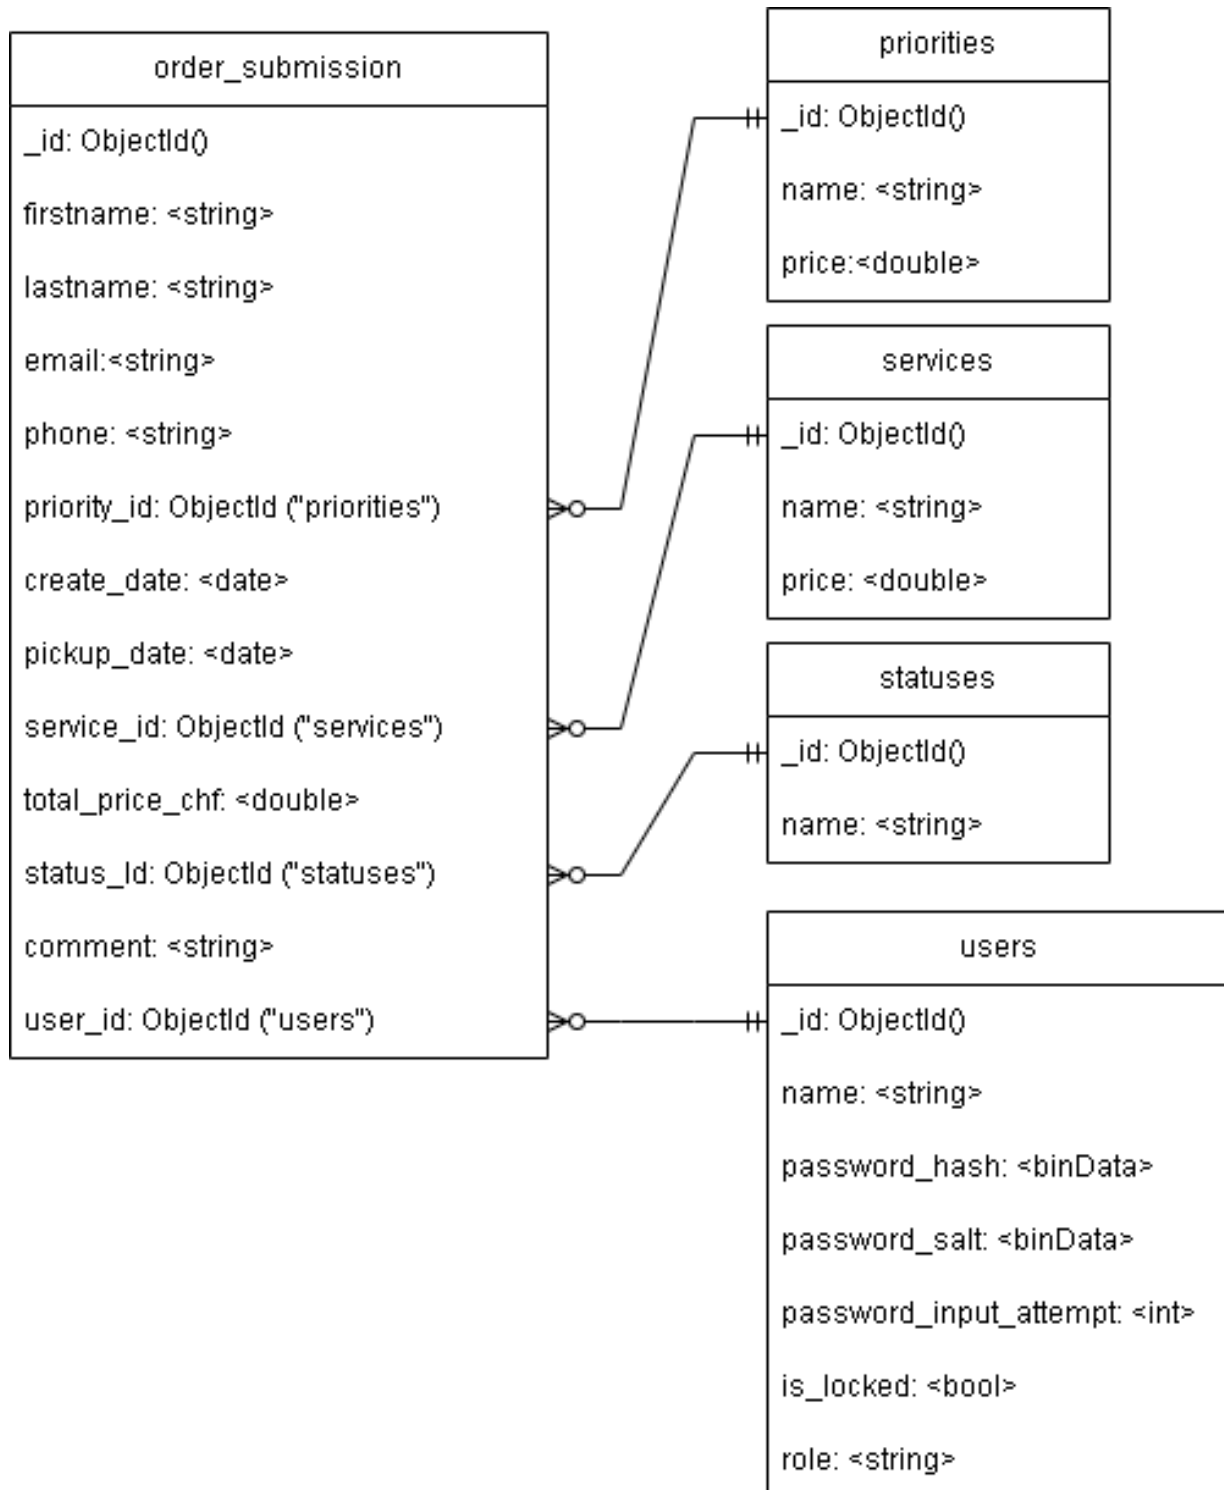 order_submission
_id: ObjectId()
firstname: <string>
lastname: <string>
email:<string>
phone: <string>
priority_id: ObjectId ("priorities")
create_date: <date>
pickup_date: <date>
service_id: ObjectId ("services")
total_price_chf: <double>
status_Id: ObjectId ("statuses")
comment: <string>
user_id: ObjectId ("users")
priorities
_id: ObjectId()
name: <string>
price:<double>
services
_id: ObjectId()
name: <string>
price: <double>
statuses
_id: ObjectId()
name: <string>
users
_id: ObjectId()
name: <string>
password_hash: <binData>
password_salt: <binData>
password_input_attempt: <int>
is_locked: <bool>
role: <string>